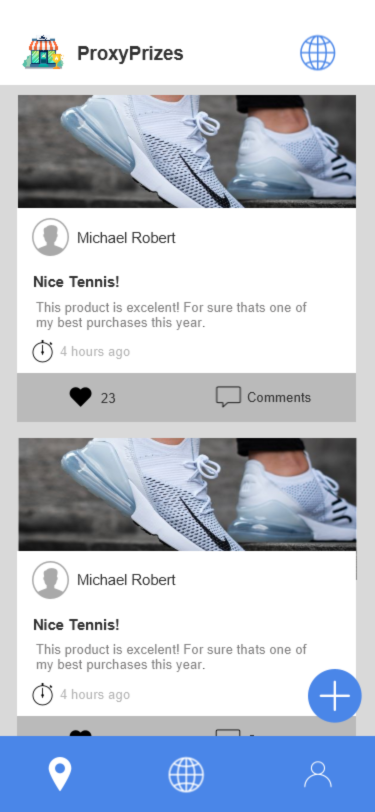 ProxyPrizes
Michael Robert
Nice Tennis!
This product is excelent! For sure thats one of
my best purchases this year.
4 hours ago
23 Comments
Michael Robert
Nice Tennis!
This product is excelent! For sure thats one of
my best purchases this year.
4 hours ago